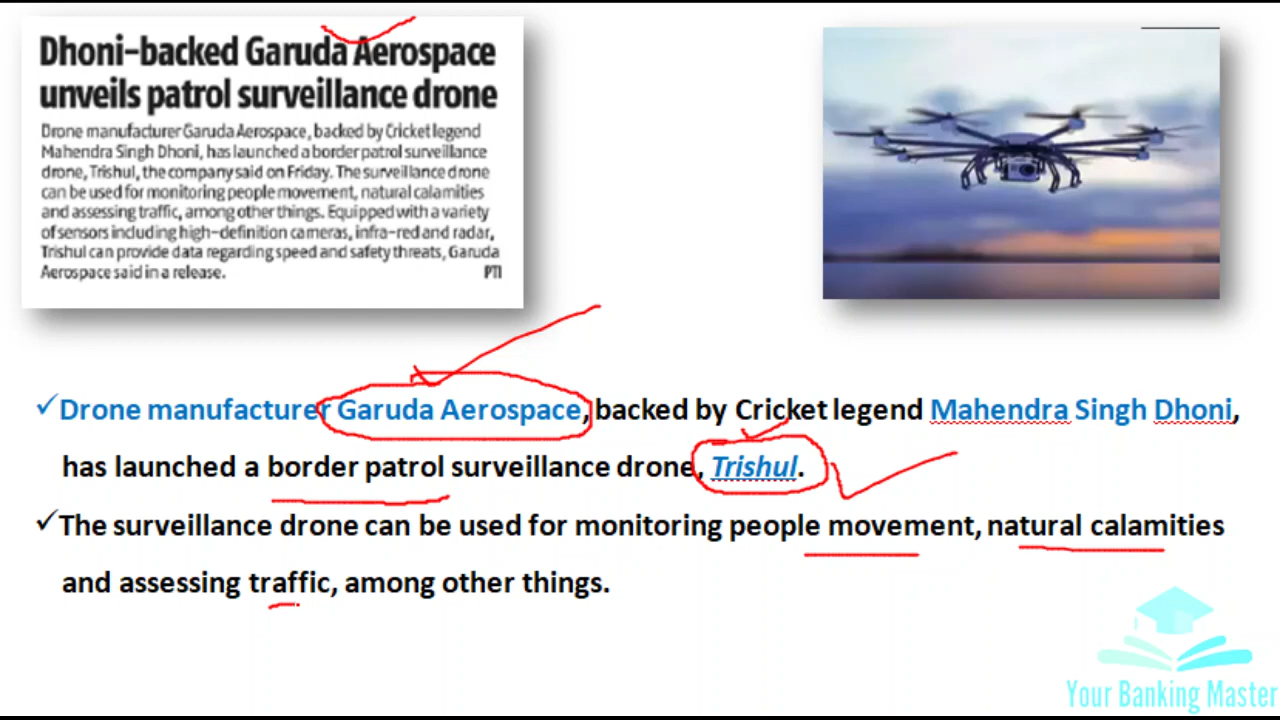 Dhoni-backed Garuda Aerospace
unveils patrol surveillance drone
Drone manufacturer Garuda Aerospace, backed by Cricket legend
Mahendra Singh Dhoni, has launched a border patrol surveillance
drone, Trishul, the company said on Friday. The surveillance drone
can be used for monitoring people movement, natural calamities
and assessing traffic, among other things. Equipped with a variety
of sensors including high-definition cameras, infra-red and radar,
Trishul can provide data regarding speed and safety threats, Garuda
Aerospace said in a release. PTI
✓Drone manufacturer Garuda Aerospace, backed by Cricket legend Mahendra Singh Dhoni,
has launched a border patrol surveillance drone, Trishul.
✓The surveillance drone can be used for monitoring people movement, natural calamities
and assessing traffic, among other things.
Your Banking Master